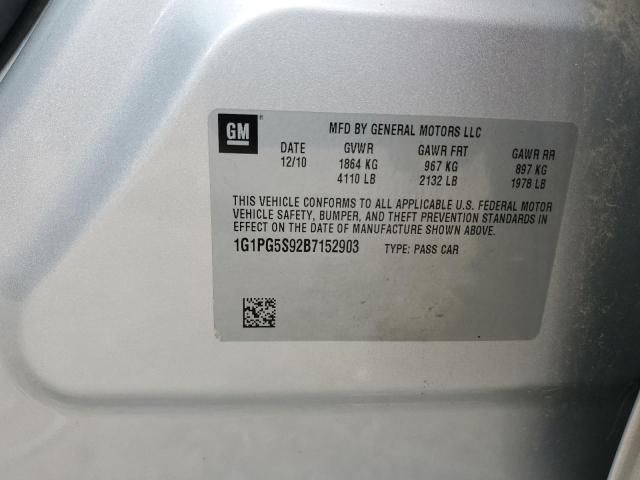 GM ® MFD BY GENERAL MOTORS LLC
DATE GVWR GAWR FRT GAWR RR
12/10 1864 KG 967 KG 897 KG
4110 LB 2132 LB 1978 LB
THIS VEHICLE CONFORMS TO ALL APPLICABLE U.S. FEDERAL MOTOR
VEHICLE SAFETY, BUMPER, AND THEFT PREVENTION STANDARDS IN
EFFECT ON THE DATE OF MANUFACTURE SHOWN ABOVE.
1G1PG5S92B7152903 TYPE: PASS CAR